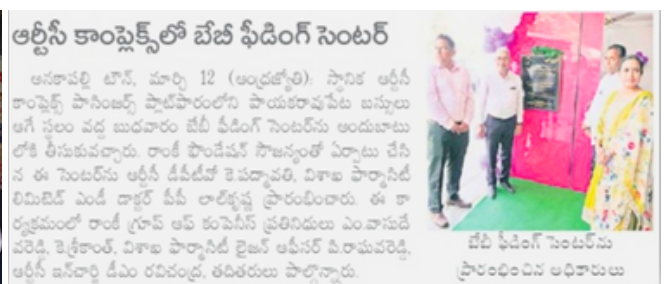 ఆర్టీసీ కాంప్లెక్స్‌లో బేబీ ఫీడింగ్ సెంటర్
అనకాపల్లి టౌన్, మార్చి 12 (ఆంధ్రజ్యోతి): స్థానిక ఆర్టీసీ
కాంప్లెక్స్ పాసింజర్స్ ప్లాట్‌ఫారంలోని పాయకరావుపేట బస్సులు
ఆగే స్థలం వద్ద బుధవారం బేబీ ఫీడింగ్ సెంటర్‌ను అందుబాటు
లోకి తీసుకువచ్చారు. రాంకీ ఫౌండేషన్ సౌజన్యంతో ఏర్పాటు చేసి
న ఈ సెంటర్‌ను ఆర్టీసీ డీపీటీవో కె.పద్మావతి, విశాఖ ఫార్మాసిటీ
లిమిటెడ్ ఎండీ డాక్టర్ పీపీ లాల్‌కృష్ణ ప్రారంభించారు. ఈ కా
ర్యక్రమంలో రాంకీ గ్రూప్ ఆఫ్ కంపెనీస్ ప్రతినిధులు ఎం.వాసుదే
వరెడ్డి, కె.శ్రీకాంత్, విశాఖ ఫార్మాసిటీ లైజన్ ఆఫీసర్ పి.రాఘవరెడ్డి,
ఆర్టీసీ ఇన్‌చార్జి డీఎం రవిచంద్ర, తదితరులు పాల్గొన్నారు.
బేబీ ఫీడింగ్ సెంటర్‌ను
ప్రారంభించిన అధికారులు